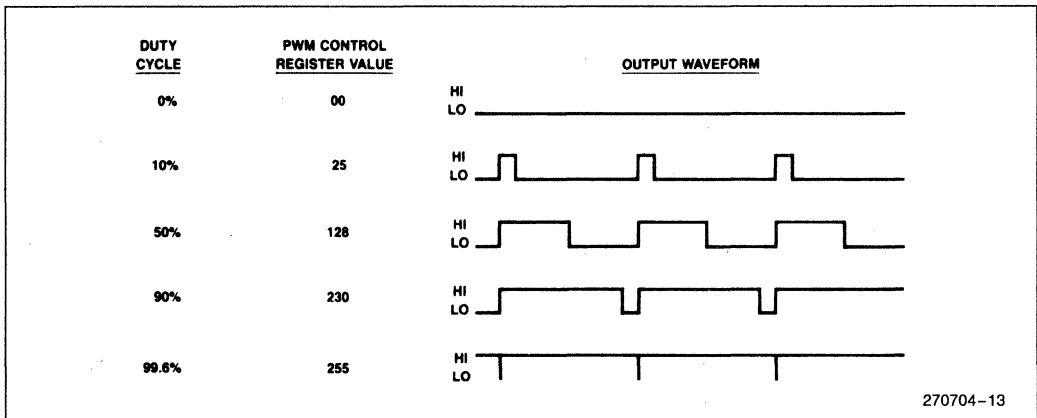 DUTY CYCLE PWM CONTROL REGISTER VALUE OUTPUT WAVEFORM
0% 00 HI LO
10% 25 HI LO
50% 128 HI LO
90% 230 HI LO
99.6% 255 HI LO
270704-13